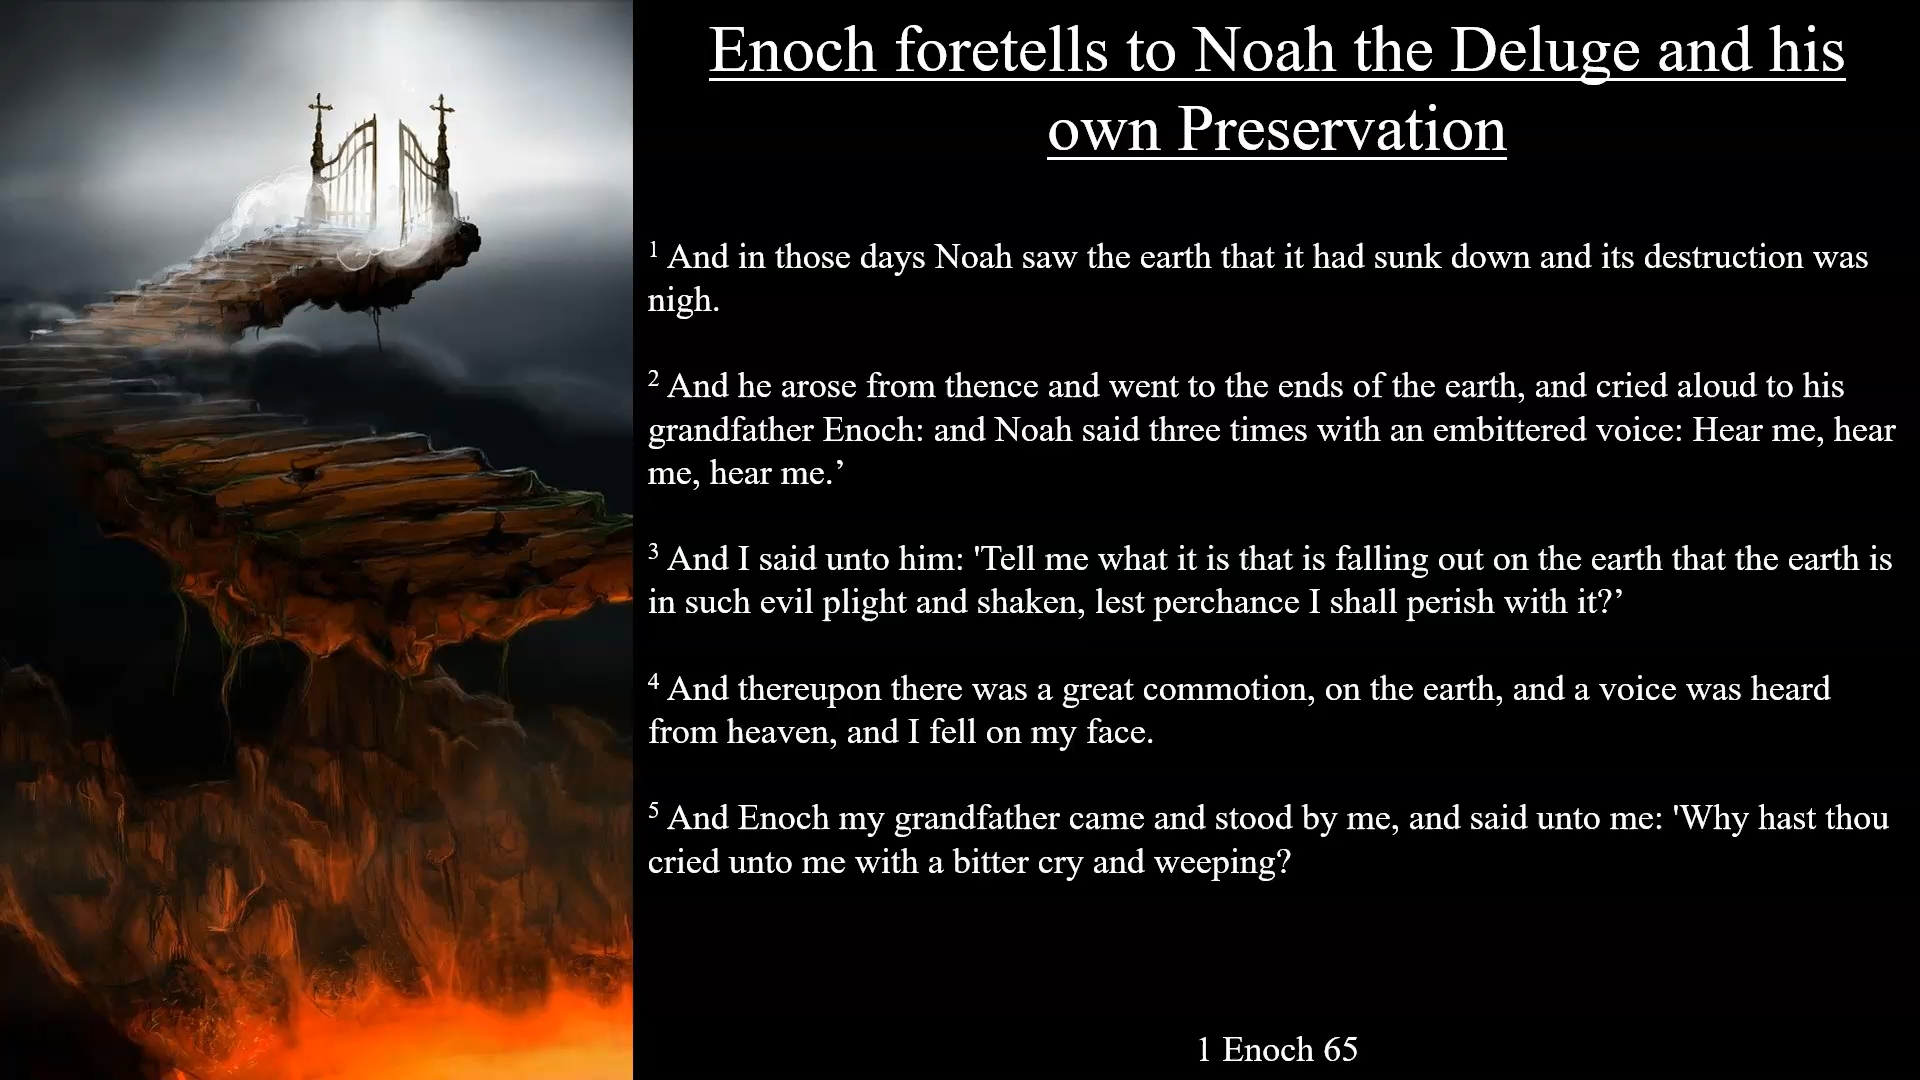 Enoch foretells to Noah the Deluge and his
own Preservation
1 And in those days Noah saw the earth that it had sunk down and its destruction was
nigh.
2 And he arose from thence and went to the ends of the earth, and cried aloud to his
grandfather Enoch: and Noah said three times with an embittered voice: Hear me, hear
me, hear me.’
3 And I said unto him: 'Tell me what it is that is falling out on the earth that the earth is
in such evil plight and shaken, lest perchance I shall perish with it?’
4 And thereupon there was a great commotion, on the earth, and a voice was heard
from heaven, and I fell on my face.
5 And Enoch my grandfather came and stood by me, and said unto me: 'Why hast thou
cried unto me with a bitter cry and weeping?
1 Enoch 65